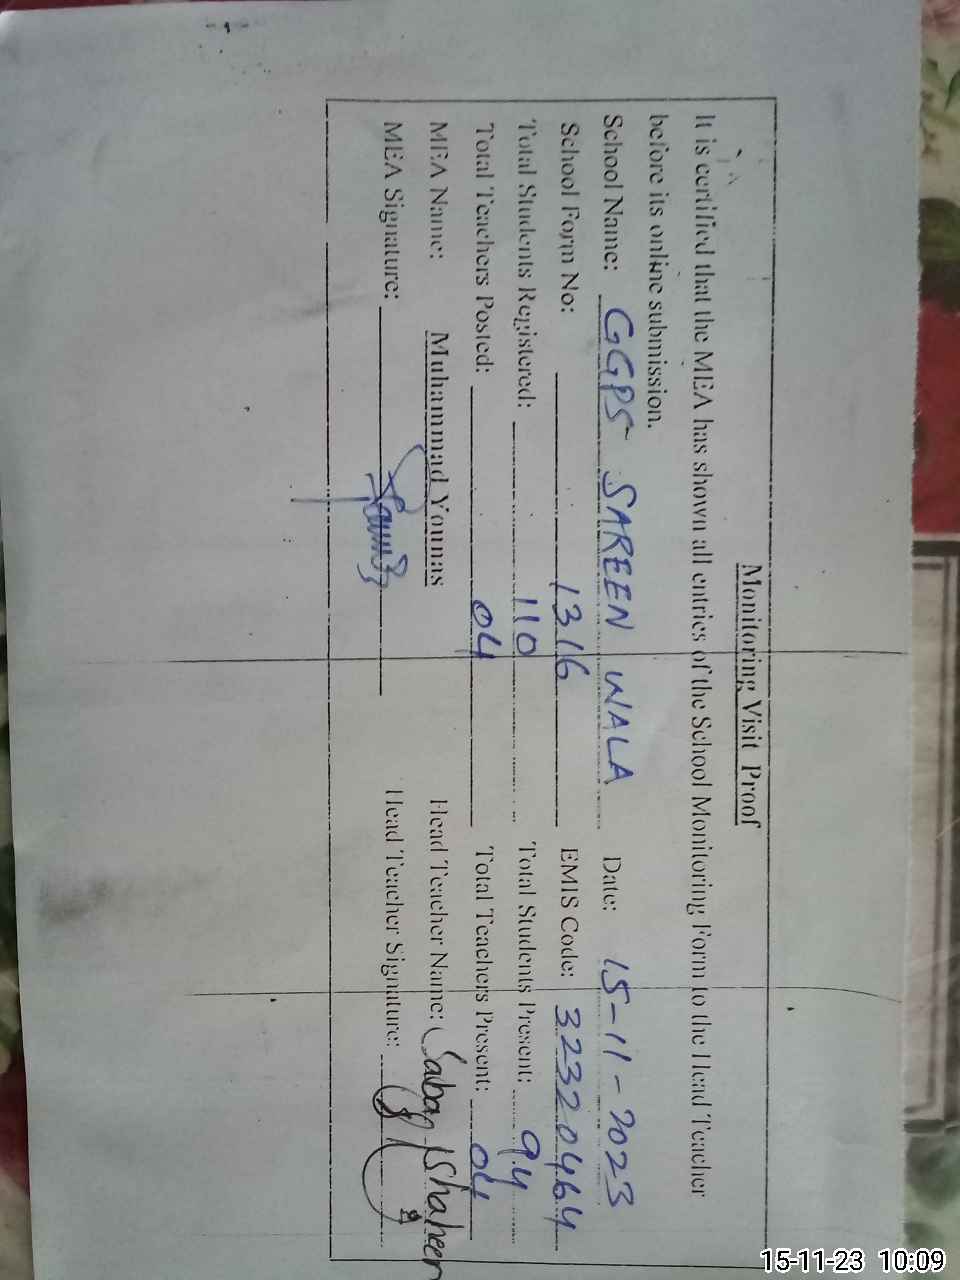 Monitoring Visit Proof
It is certified that the MEA has shown all entries of the School Monitoring Form to the Head Teacher
before its online submission.
School Name: GGPS SAREEN WALA Date: 15-11-2023
School Form No: 1316 EMIS Code: 32320464
Total Students Registered: 110 Total Students Present: 94
Total Teachers Posted: 04 Total Teachers Present: 04
MEA Name: Muhammad Younas Head Teacher Name: Shaheen
MEA Signature: Head Teacher Signature:
15-11-23 10:09